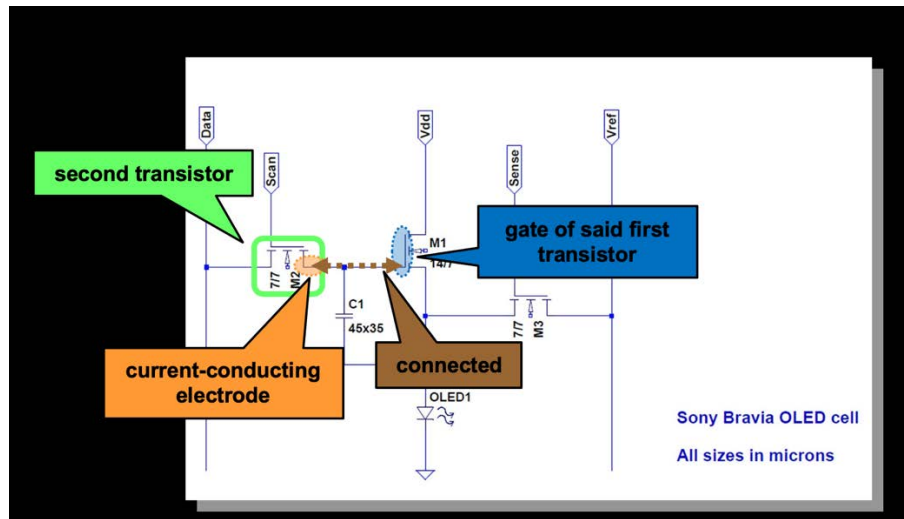 Data
Vdd
Vref
Scan
Sense
second transistor
gate of said first
transistor
M1
14/7
7/7
M2
C1
45x35
7/7
M3
current-conducting
electrode
connected
OLED1
Sony Bravia OLED cell
All sizes in microns